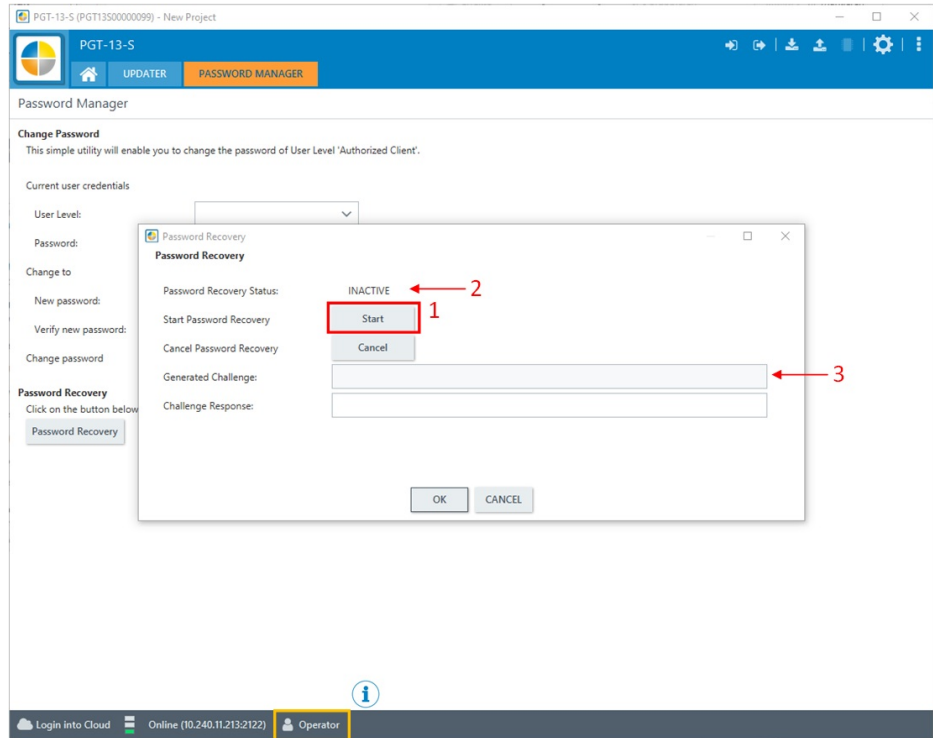 PGT-13-S (PGT13S00000099) - New Project
PGT-13-S
UPDATER
PASSWORD MANAGER
Password Manager
Change Password
This simple utility will enable you to change the password of User Level 'Authorized Client'.
Current user credentials
User Level:
Password:
Change to
New password:
Verify new password:
Change password
Password Recovery
Click on the button below
Password Recovery
Password Recovery
Password Recovery
Password Recovery Status:
INACTIVE
2
Start Password Recovery
Start
1
Cancel Password Recovery
Cancel
Generated Challenge:
3
Challenge Response:
OK
CANCEL
Login into Cloud
Online (10.240.11.213:2122)
Operator